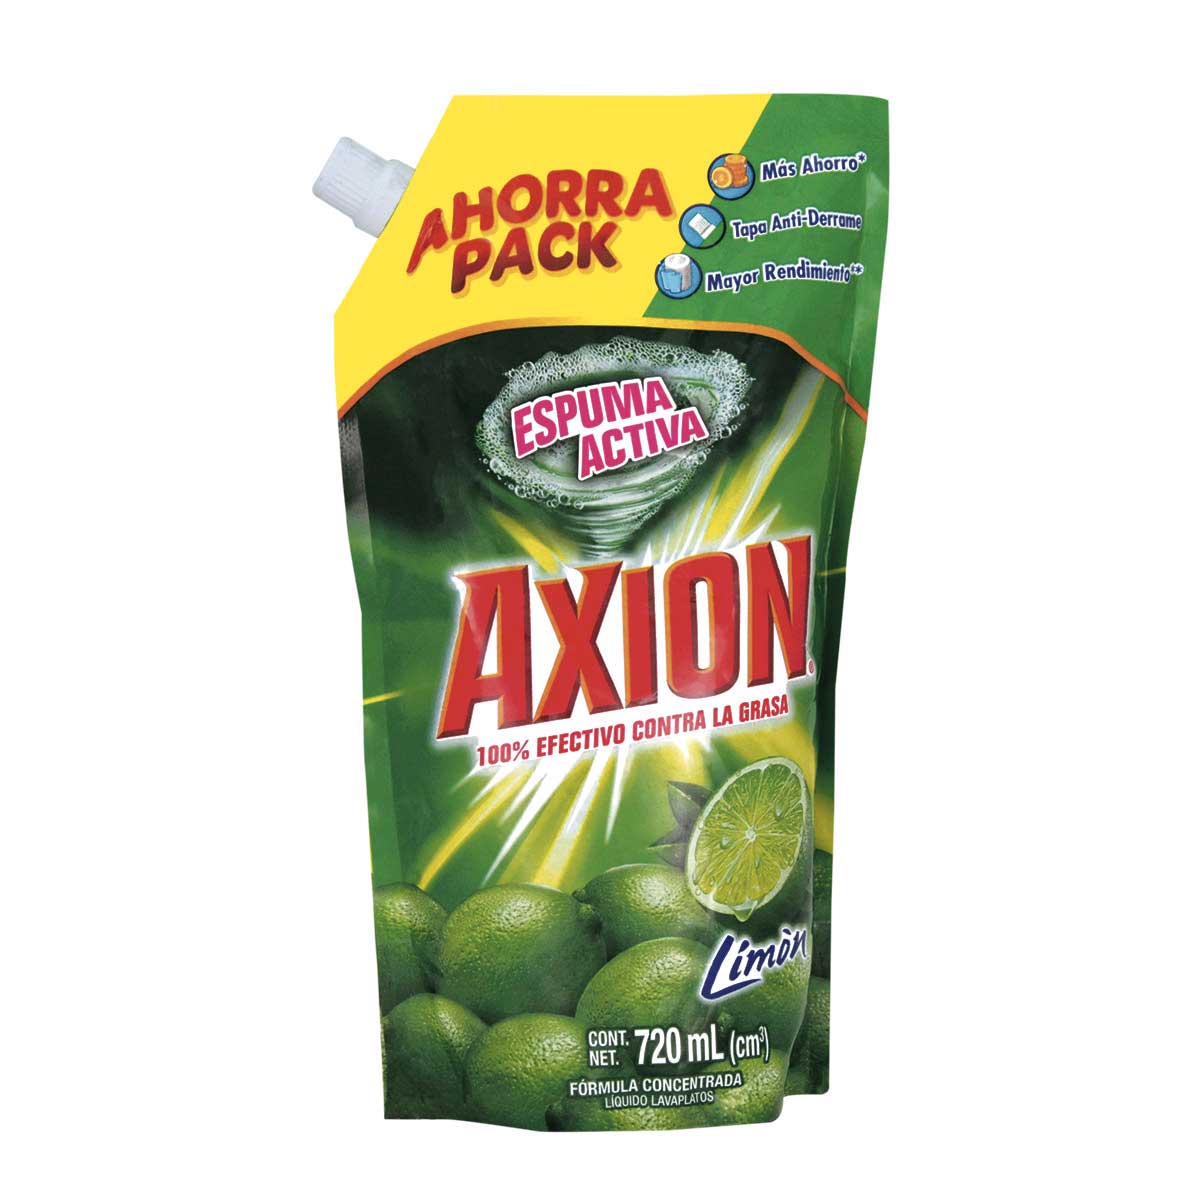 AHORRA
PACK
Más Ahorro*
Tapa Anti-Derrame
Mayor Rendimiento**
ESPUMA
ACTIVA
AXION®
100% EFECTIVO CONTRA LA GRASA
Limòn
CONT.
NET. 720 mL (cm³)
FÓRMULA CONCENTRADA
LÍQUIDO LAVAPLATOS